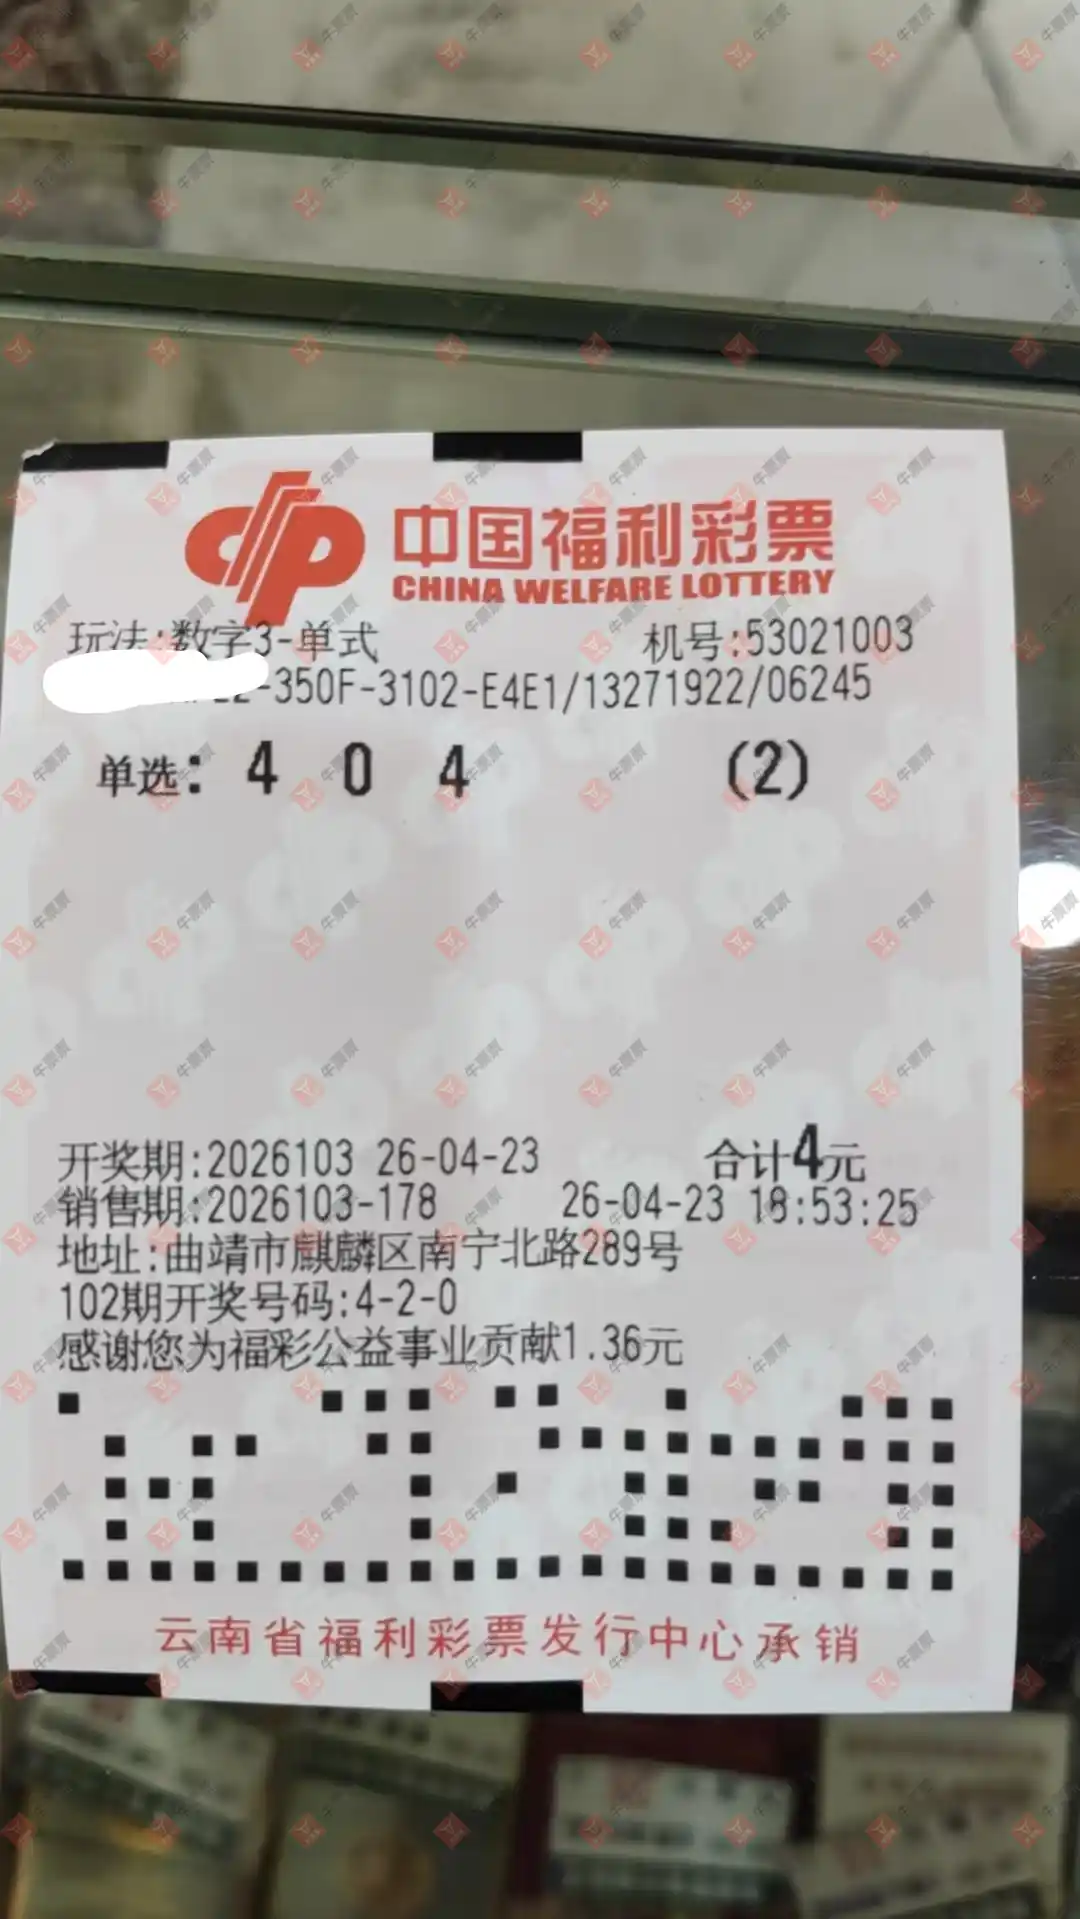 中国福利彩票
CHINA WELFARE LOTTERY
玩法:数字3-单式 机号:53021003
-350F-3102-E4E1/13271922/06245
单选: 4 0 4 (2)
开奖期:2026103 26-04-23 合计4元
销售期:2026103-178 26-04-23 18:53:25
地址:曲靖市麒麟区南宁北路289号
102期开奖号码:4-2-0
感谢您为福彩公益事业贡献1.36元
云南省福利彩票发行中心承销
牛票票